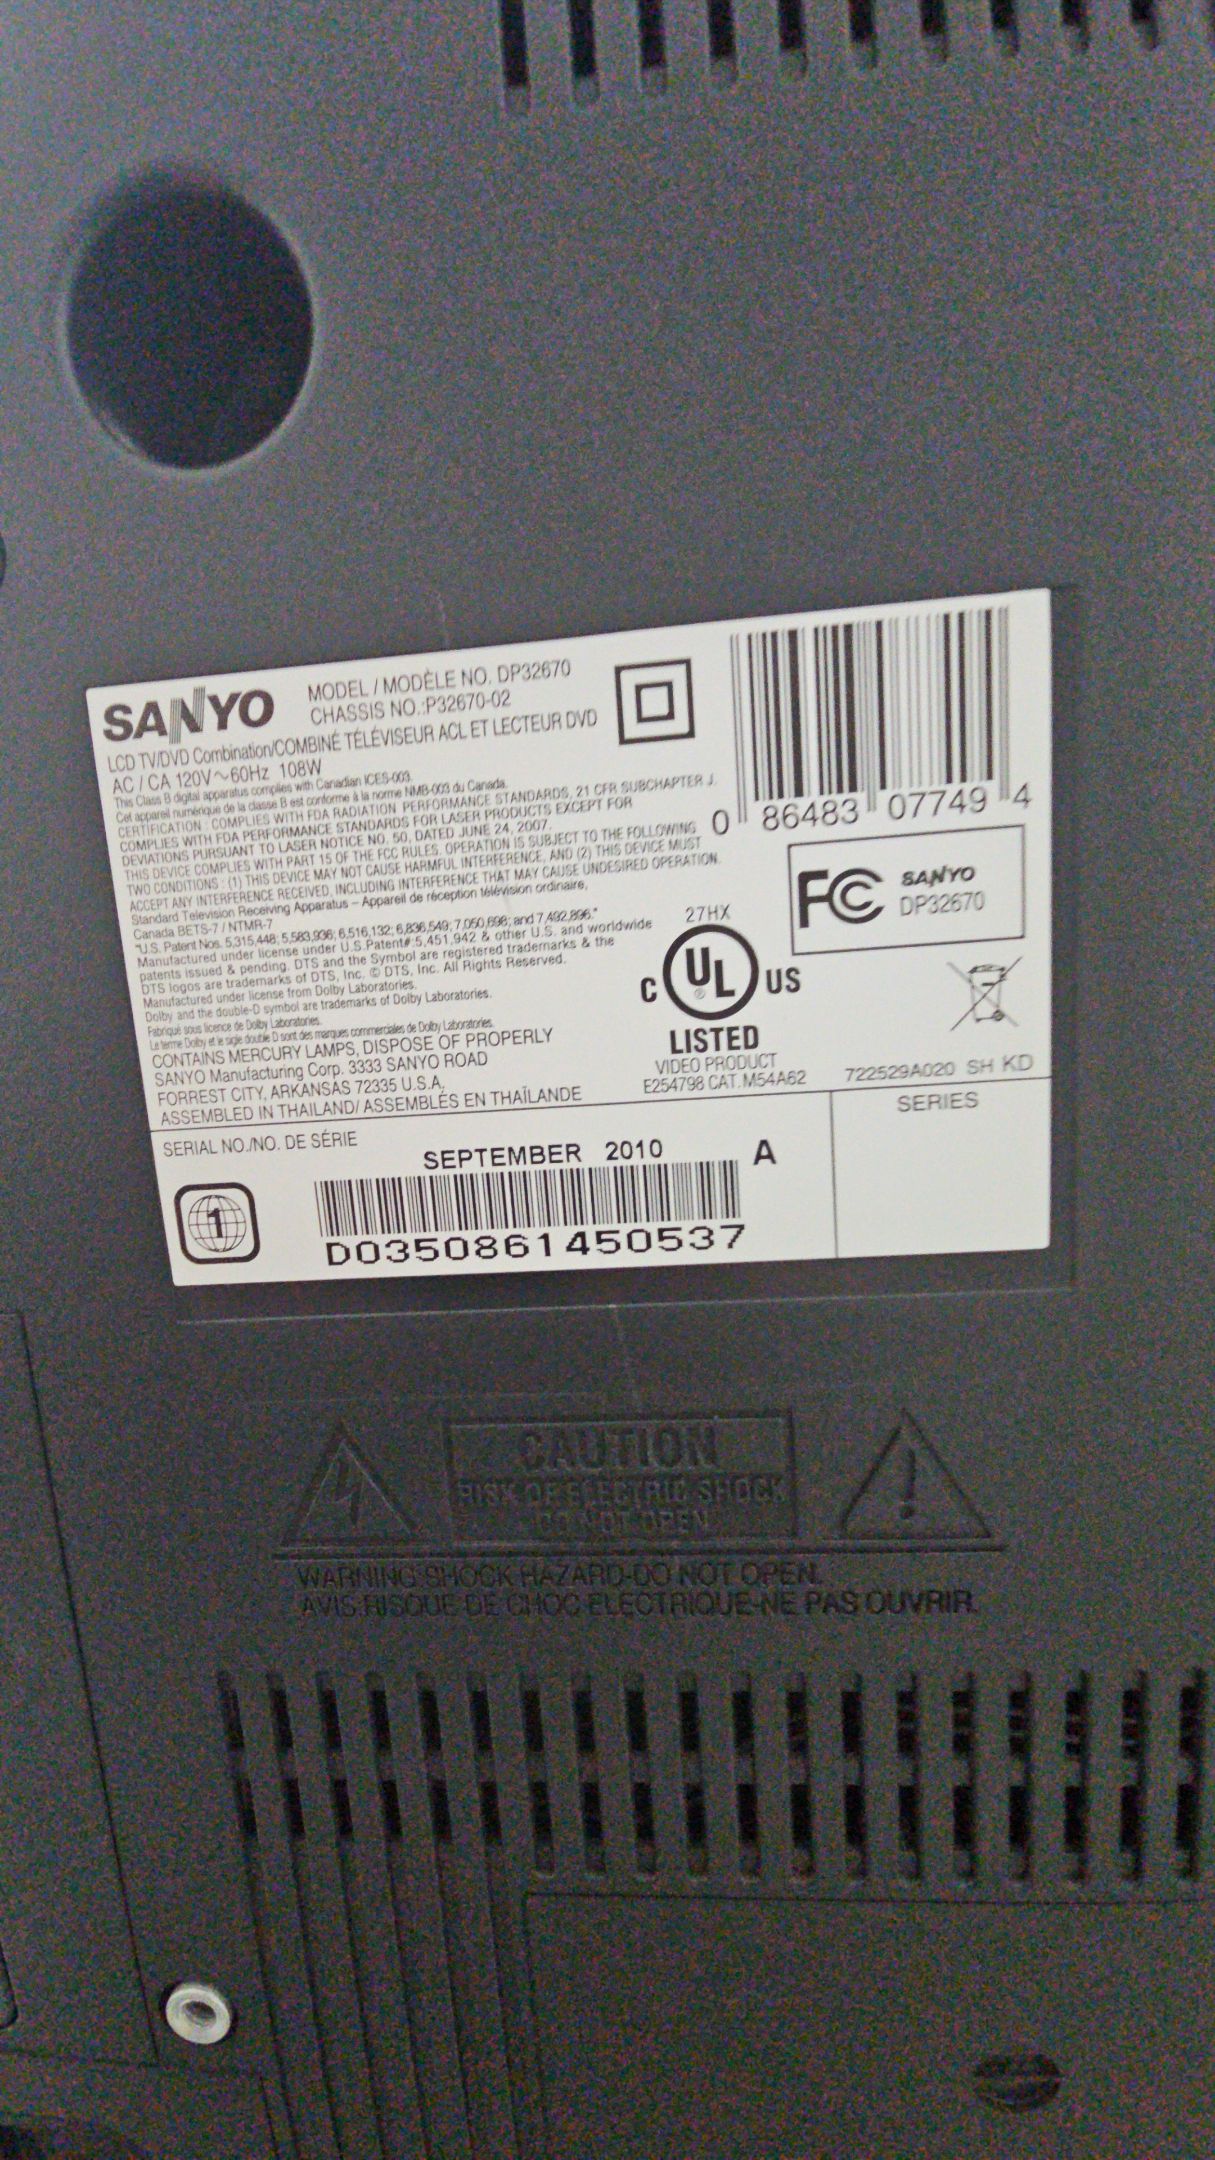 SANYO
MODEL / MODÈLE NO. DP32670
CHASSIS NO.:P32670-02
LCD TV/DVD Combination/COMBINÉ TÉLÉVISEUR ACL ET LECTEUR DVD
AC / CA 120V～60Hz 108W
This Class B digital apparatus complies with Canadian ICES-003.
Cet appareil numérique de la classe B est conforme à la norme NMB-003 du Canada.
CERTIFICATION : COMPLIES WITH FDA RADIATION PERFORMANCE STANDARDS, 21 CFR SUBCHAPTER J.
COMPLIES WITH FDA PERFORMANCE STANDARDS FOR LASER PRODUCTS EXCEPT FOR
DEVIATIONS PURSUANT TO LASER NOTICE NO. 50, DATED JUNE 24, 2007.
THIS DEVICE COMPLIES WITH PART 15 OF THE FCC RULES. OPERATION IS SUBJECT TO THE FOLLOWING
TWO CONDITIONS : (1) THIS DEVICE MAY NOT CAUSE HARMFUL INTERFERENCE, AND (2) THIS DEVICE MUST
ACCEPT ANY INTERFERENCE RECEIVED, INCLUDING INTERFERENCE THAT MAY CAUSE UNDESIRED OPERATION.
Standard Television Receiving Apparatus – Appareil de réception télévision ordinaire,
Canada BETS-7 / NTMR-7
"U.S. Patent Nos. 5,315,448; 5,583,936; 6,516,132; 6,836,549; 7,050,698; and 7,492,896."
Manufactured under license under U.S.Patent#:5,451,942 & other U.S. and worldwide
patents issued & pending. DTS and the Symbol are registered trademarks & the
DTS logos are trademarks of DTS, Inc. © DTS, Inc. All Rights Reserved.
Manufactured under license from Dolby Laboratories.
Dolby and the double-D symbol are trademarks of Dolby Laboratories.
Fabriqué sous licence de Dolby Laboratories.
Le terme Dolby et le sigle double D sont des marques commerciales de Dolby Laboratories.
CONTAINS MERCURY LAMPS, DISPOSE OF PROPERLY
SANYO Manufacturing Corp. 3333 SANYO ROAD
FORREST CITY, ARKANSAS 72335 U.S.A.
ASSEMBLED IN THAILAND/ ASSEMBLÉS EN THAÏLANDE
0 86483 07749 4
FC SANYO
DP32670
27HX
C UL ® US
LISTED
VIDEO PRODUCT
E254798 CAT. M54A62
722529A020 SH KD
SERIAL NO./NO. DE SÉRIE
SEPTEMBER 2010 A
1
D0350861450537
SERIES
CAUTION
RISK OF ELECTRIC SHOCK
DO NOT OPEN
WARNING:SHOCK HAZARD-DO NOT OPEN.
AVIS:RISQUE DE CHOC ELECTRIQUE-NE PAS OUVRIR.